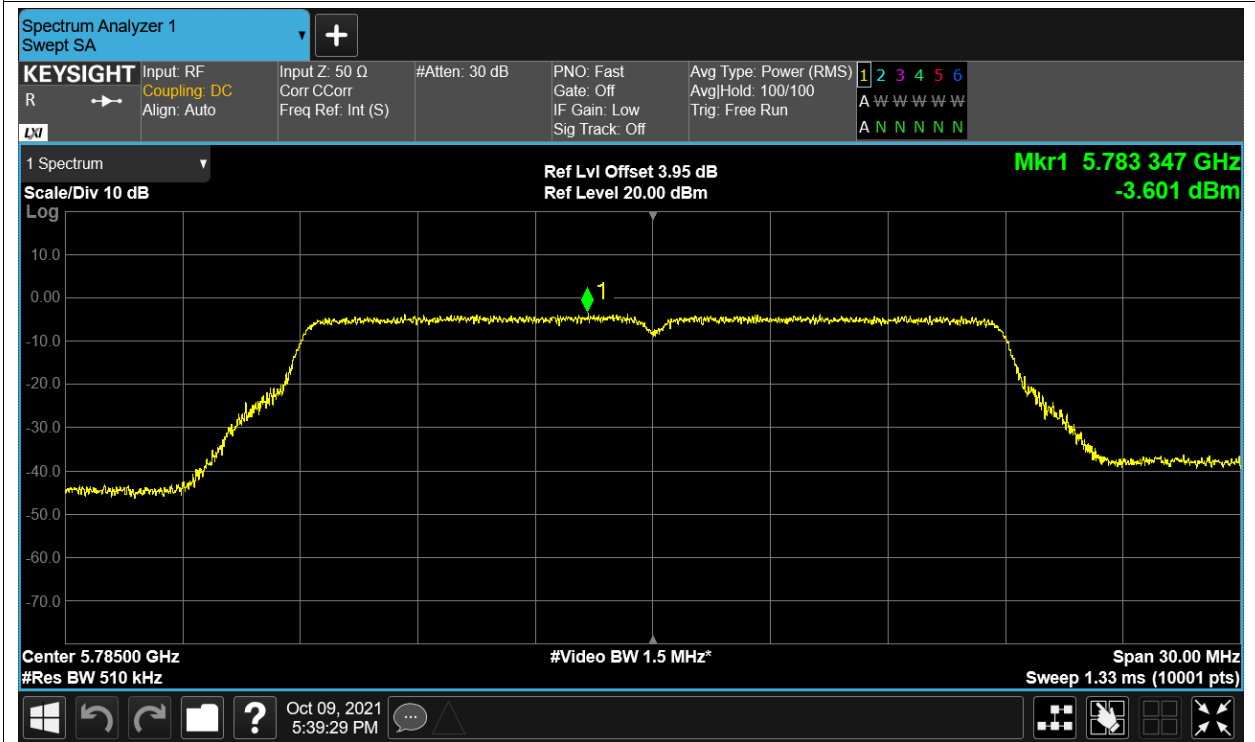 Spectrum Analyzer 1
Swept SA
+
KEYSIGHT
R
LXI
Input: RF
Coupling: DC
Align: Auto
Input Z: 50 Ω
Corr CCorr
Freq Ref: Int (S)
#Atten: 30 dB
PNO: Fast
Gate: Off
IF Gain: Low
Sig Track: Off
Avg Type: Power (RMS)
Avg|Hold: 100/100
Trig: Free Run
1 2 3 4 5 6
A W W W W W
A N N N N N
1 Spectrum
Scale/Div 10 dB
Log
Ref Lvl Offset 3.95 dB
Ref Level 20.00 dBm
Mkr1 5.783 347 GHz
-3.601 dBm
10.0
0.00
-10.0
-20.0
-30.0
-40.0
-50.0
-60.0
-70.0
1
Center 5.78500 GHz
#Res BW 510 kHz
#Video BW 1.5 MHz*
Span 30.00 MHz
Sweep 1.33 ms (10001 pts)
?
Oct 09, 2021
5:39:29 PM